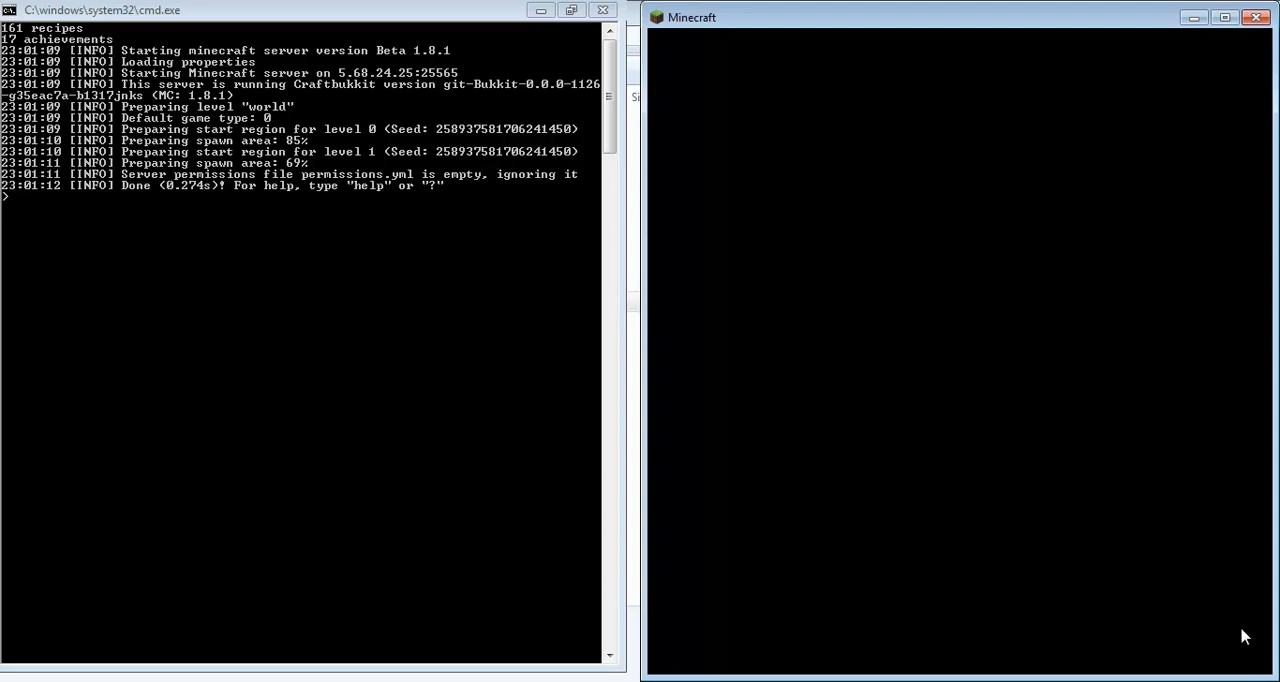 C:\windows\system32\cmd.exe
161 recipes
17 achievements
23:01:09 [INFO] Starting minecraft server version Beta 1.8.1
23:01:09 [INFO] Loading properties
23:01:09 [INFO] Starting Minecraft server on 5.68.24.25:25565
23:01:09 [INFO] This server is running Craftbukkit version git-Bukkit-0.0.0-1126
-g35eac7a-b1317jnks (MC: 1.8.1)
23:01:09 [INFO] Preparing level "world"
23:01:09 [INFO] Default game type: 0
23:01:09 [INFO] Preparing start region for level 0 (Seed: 258937581706241450)
23:01:10 [INFO] Preparing spawn area: 85%
23:01:10 [INFO] Preparing start region for level 1 (Seed: 258937581706241450)
23:01:11 [INFO] Preparing spawn area: 69%
23:01:11 [INFO] Server permissions file permissions.yml is empty, ignoring it
23:01:12 [INFO] Done (0.274s)! For help, type "help" or "?"
>
Si
Minecraft